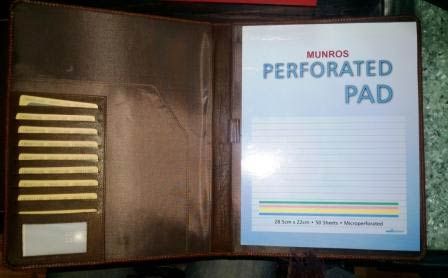 MUNROS
PERFORATED
PAD
28.5cm x 22cm • 50 Sheets • Microperforated